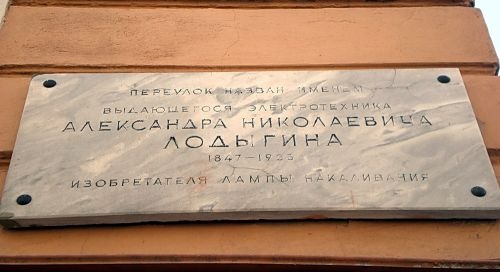 ПЕРЕУЛОК НАЗВАН ИМЕНЕМ
ВЫДАЮЩЕГОСЯ ЭЛЕКТРОТЕХНИКА
АЛЕКСАНДРА НИКОЛАЕВИЧА
ЛОДЫГИНА
1847-1923
ИЗОБРЕТАТЕЛЯ ЛАМПЫ НАКАЛИВАНИЯ